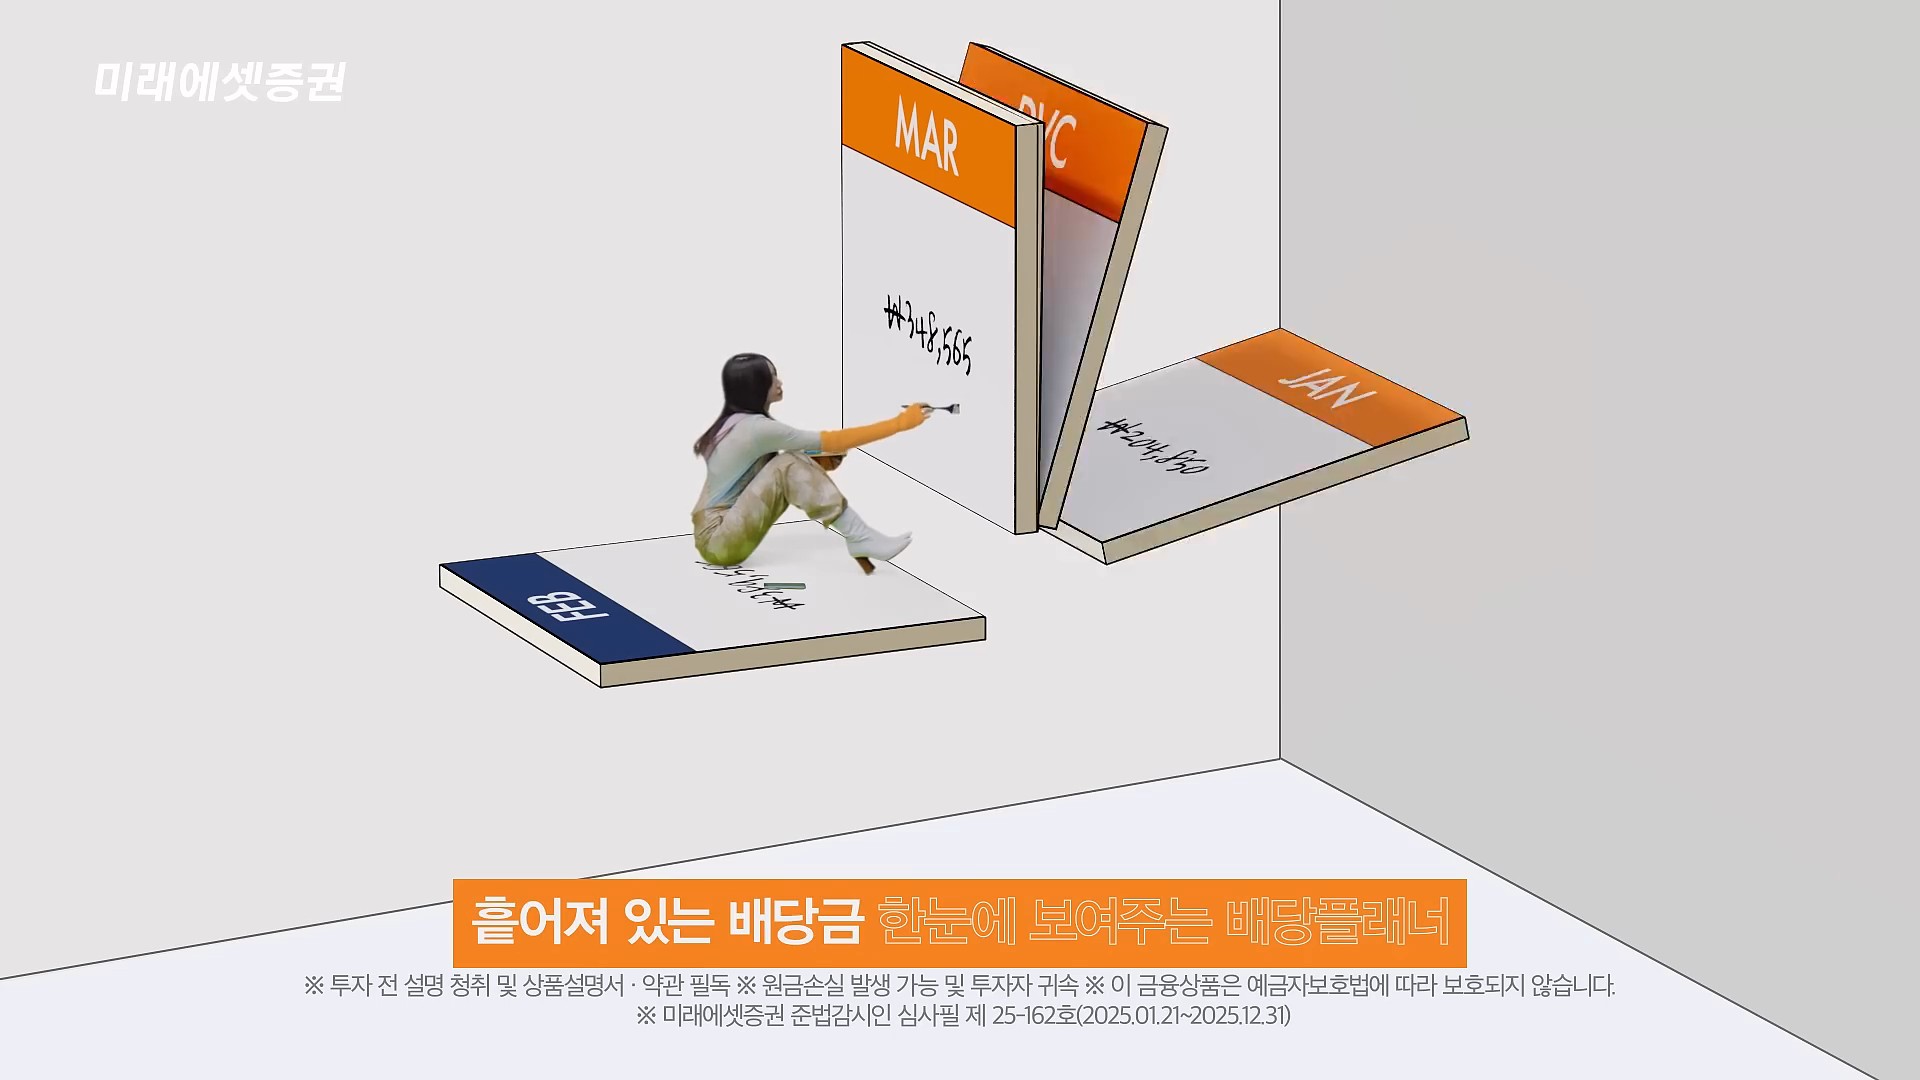 미래에셋증권
MAR
₩348,565
JAN
₩204,850
FEB
흩어져 있는 배당금 한눈에 보여주는 배당플래너
※ 투자 전 설명 청취 및 상품설명서 · 약관 필독 ※ 원금손실 발생 가능 및 투자자 귀속 ※ 이 금융상품은 예금자보호법에 따라 보호되지 않습니다.
※ 미래에셋증권 준법감시인 심사필 제 25-162호(2025.01.21~2025.12.31)